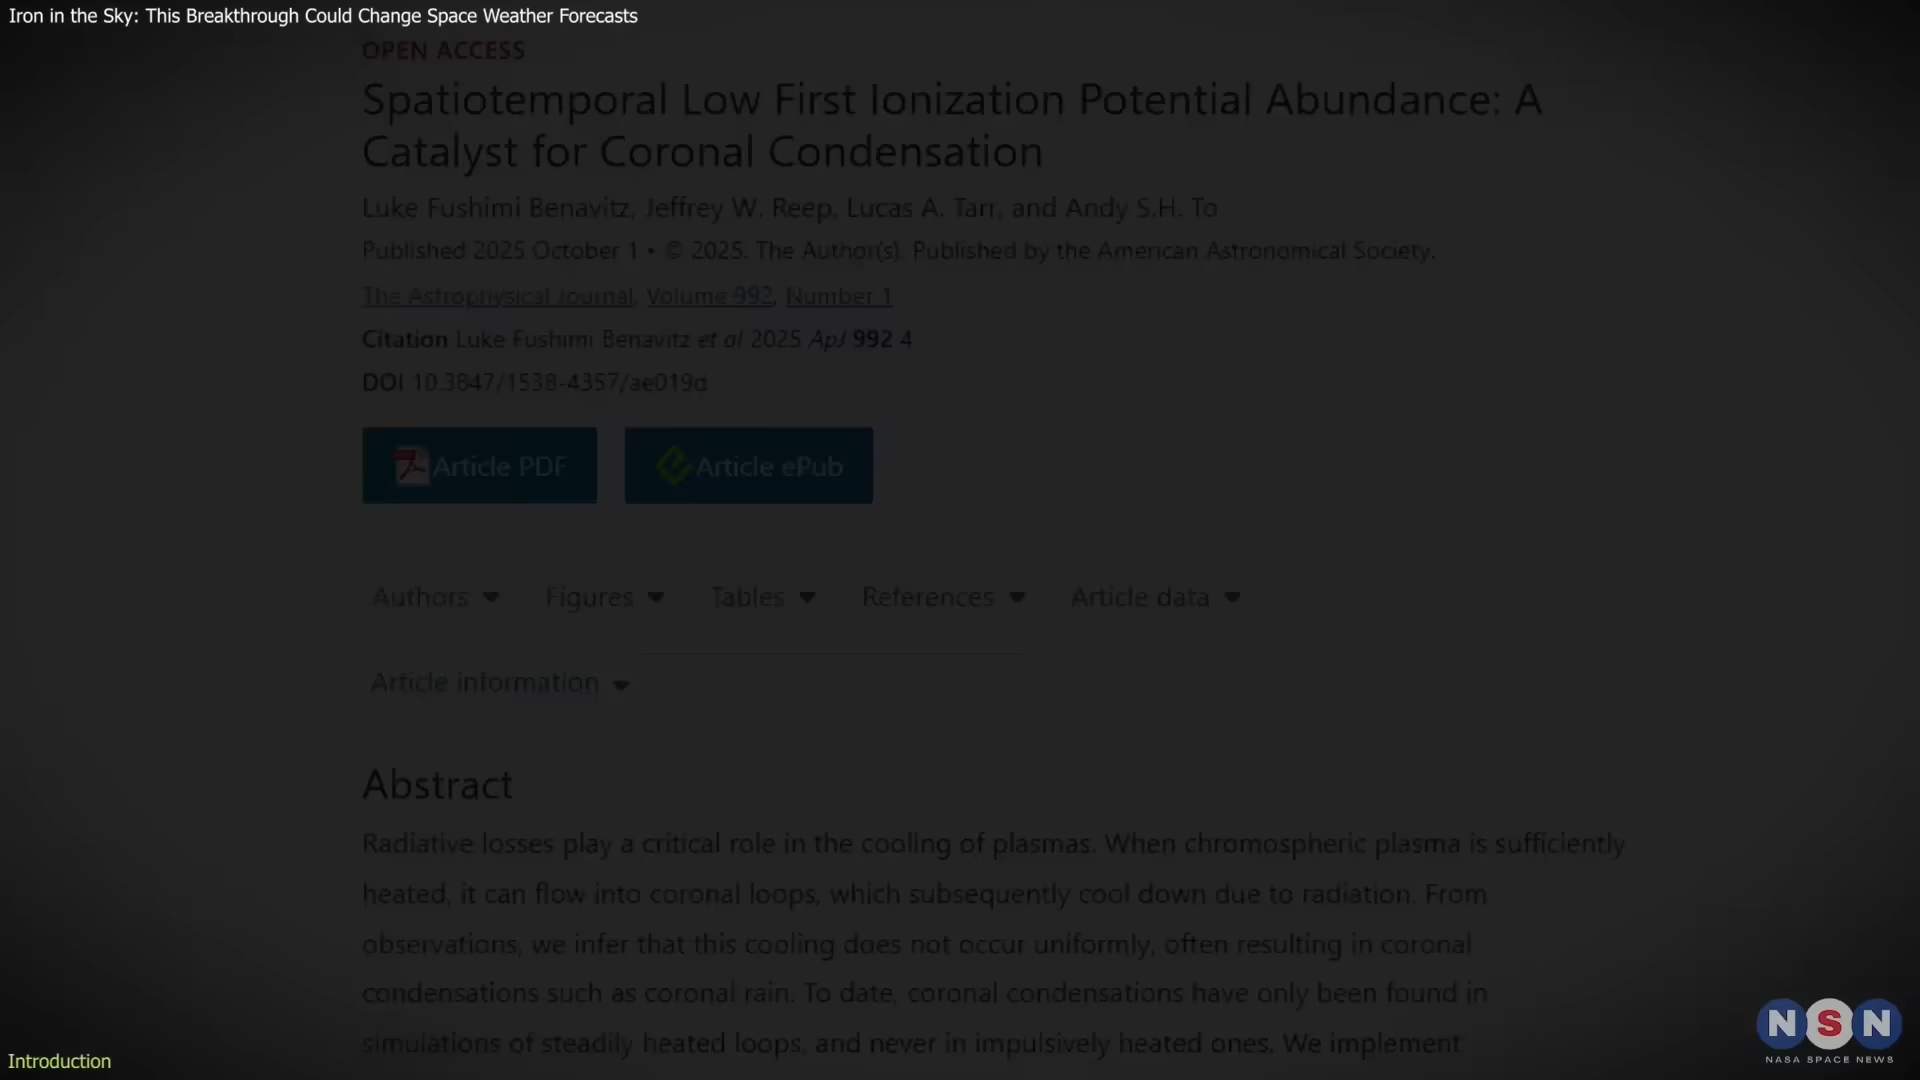 Iron in the Sky: This Breakthrough Could Change Space Weather Forecasts
OPEN ACCESS
Spatiotemporal Low First Ionization Potential Abundance: A
Catalyst for Coronal Condensation
Luke Fushimi Benavitz, Jeffrey W. Reep, Lucas A. Tarr, and Andy S.H. To
Published 2025 October 1 • © 2025. The Author(s). Published by the American Astronomical Society.
The Astrophysical Journal, Volume 992, Number 1
Citation Luke Fushimi Benavitz et al 2025 ApJ 992 4
DOI 10.3847/1538-4357/ae019d
Article PDF Article ePub
Authors Figures Tables References Article data
Article information
Abstract
Radiative losses play a critical role in the cooling of plasmas. When chromospheric plasma is sufficiently
heated, it can flow into coronal loops, which subsequently cool down due to radiation. From
observations, we infer that this cooling does not occur uniformly, often resulting in coronal
condensations such as coronal rain. To date, coronal condensations have only been found in
simulations of steadily heated loops, and never in impulsively heated ones. We implement
NSN
NASA SPACE NEWS
Introduction